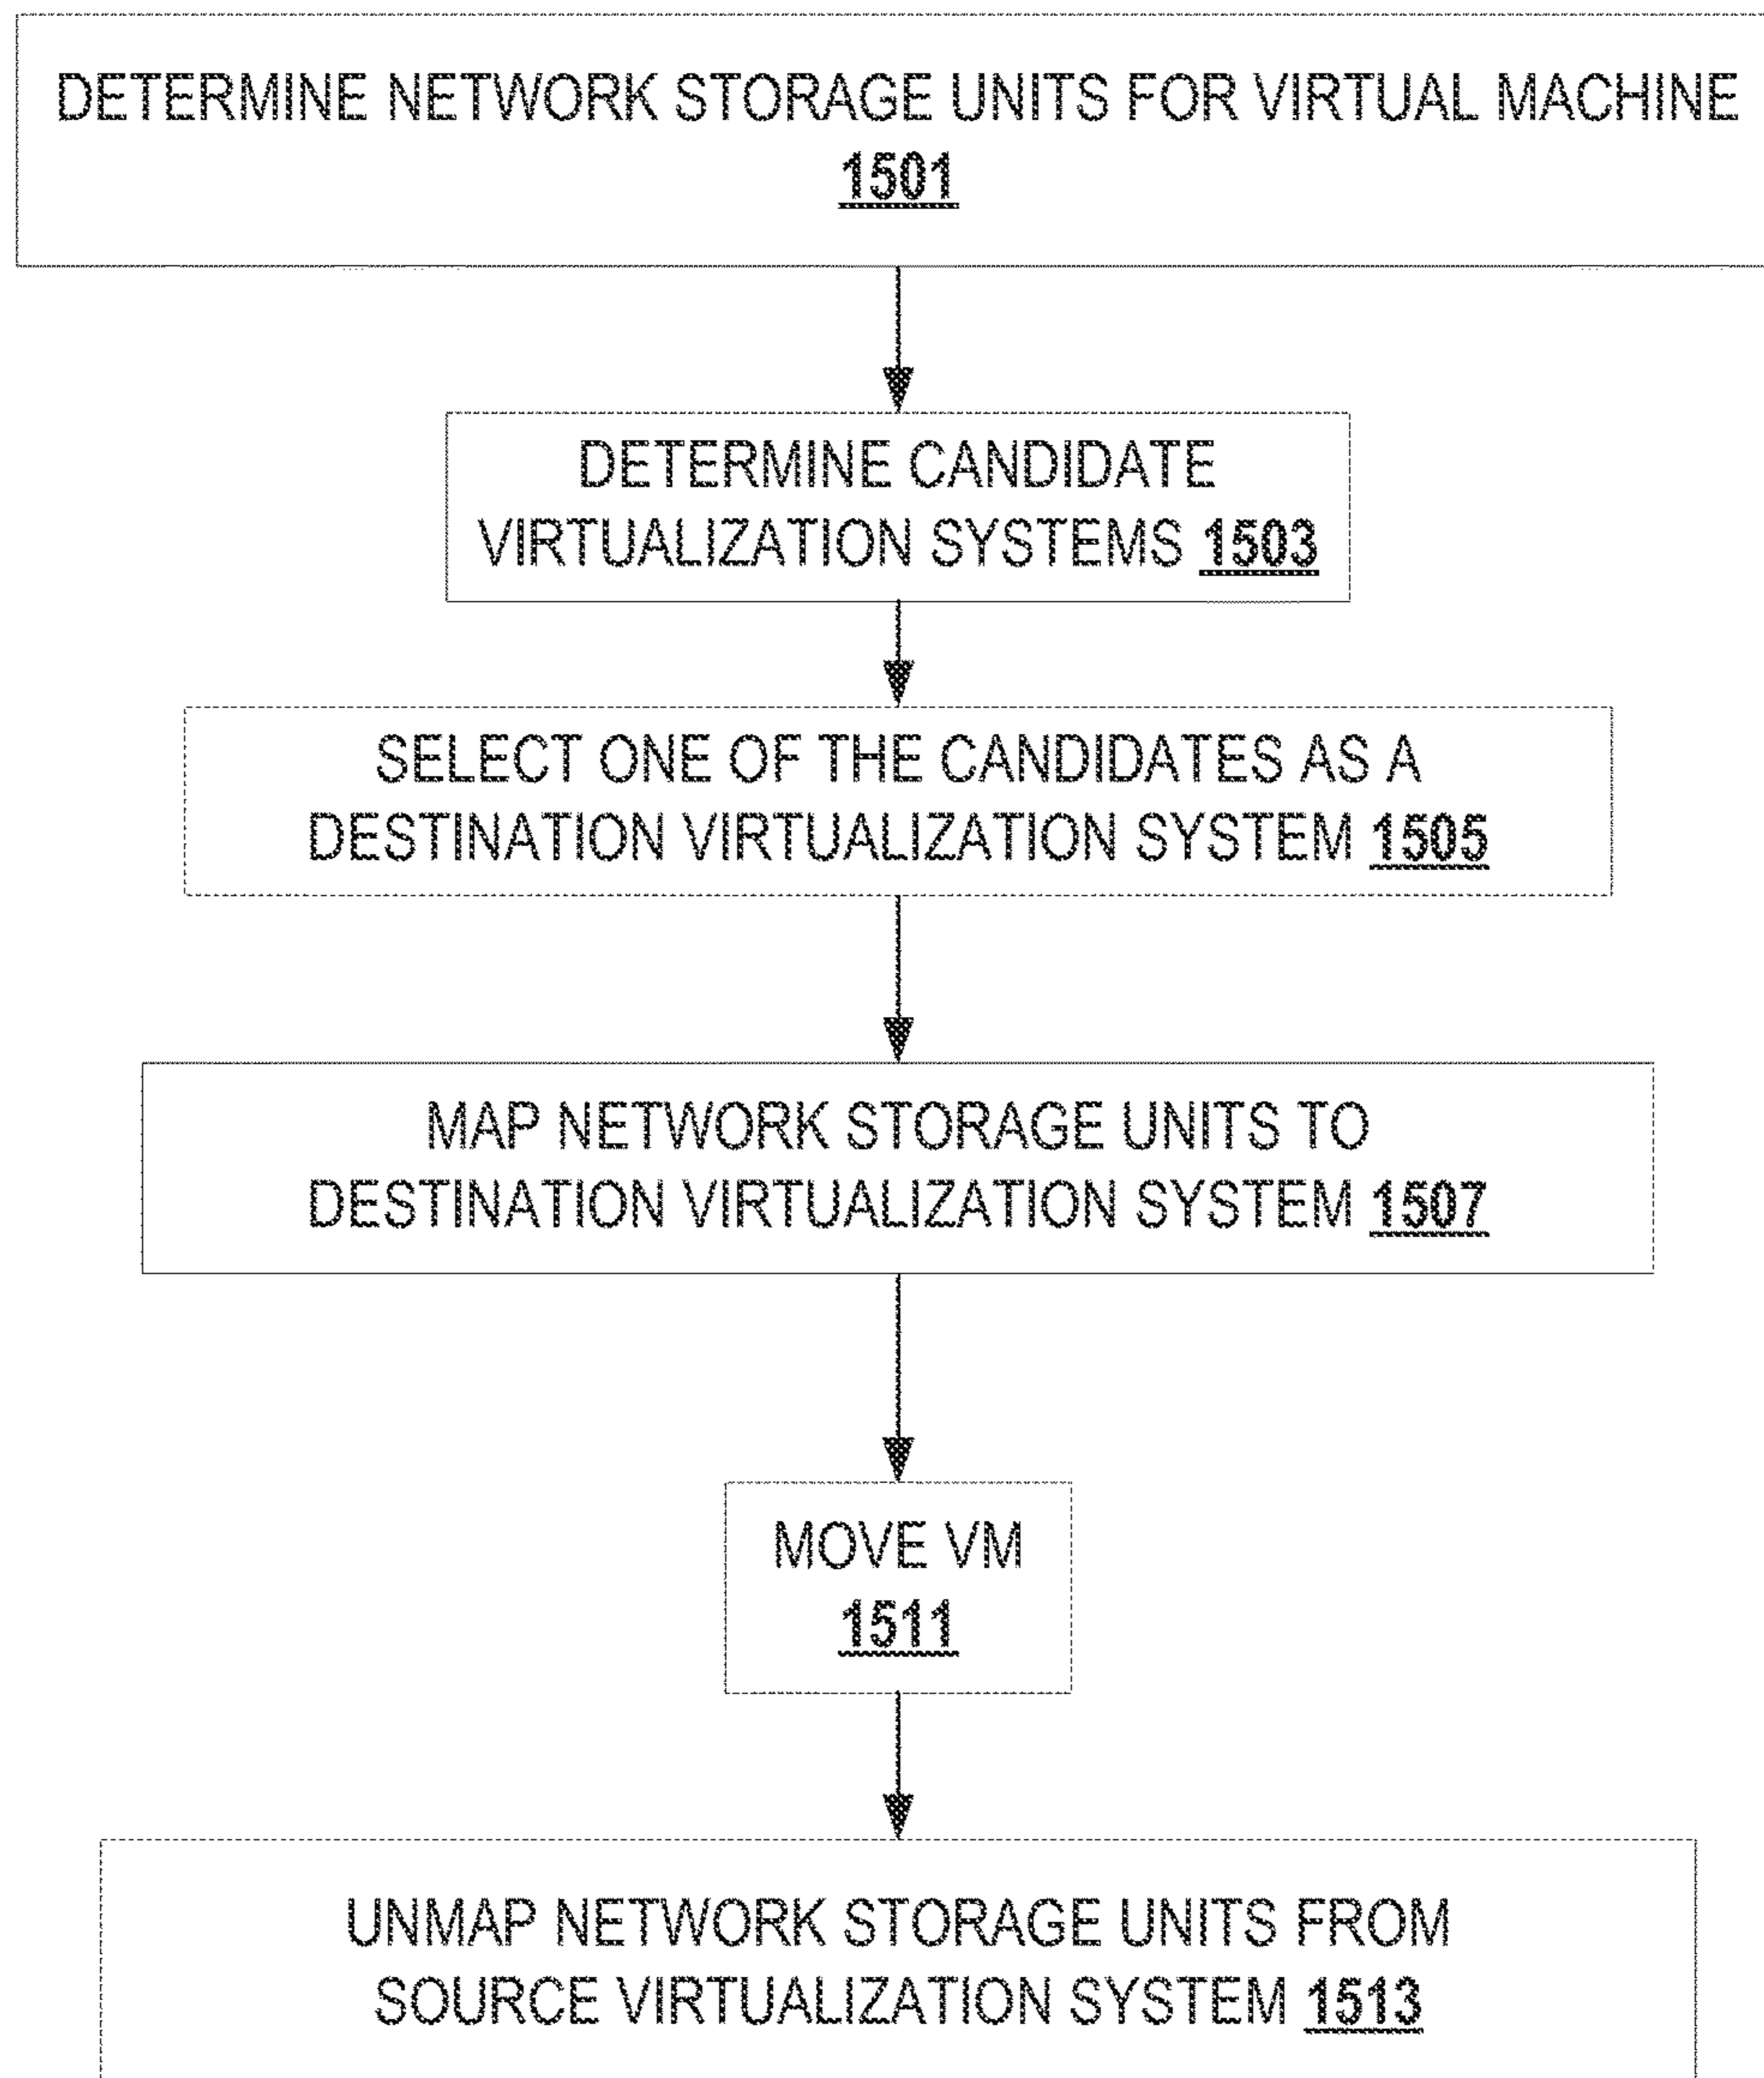 DETERMINE NETWORK STORAGE UNITS FOR VIRTUAL MACHINE
1501
DETERMINE CANDIDATE
VIRTUALIZATION SYSTEMS 1503
SELECT ONE OF THE CANDIDATES AS A
DESTINATION VIRTUALIZATION SYSTEM 1505
MAP NETWORK STORAGE UNITS TO
DESTINATION VIRTUALIZATION SYSTEM 1507
MOVE VM
1511
UNMAP NETWORK STORAGE UNITS FROM
SOURCE VIRTUALIZATION SYSTEM 1513